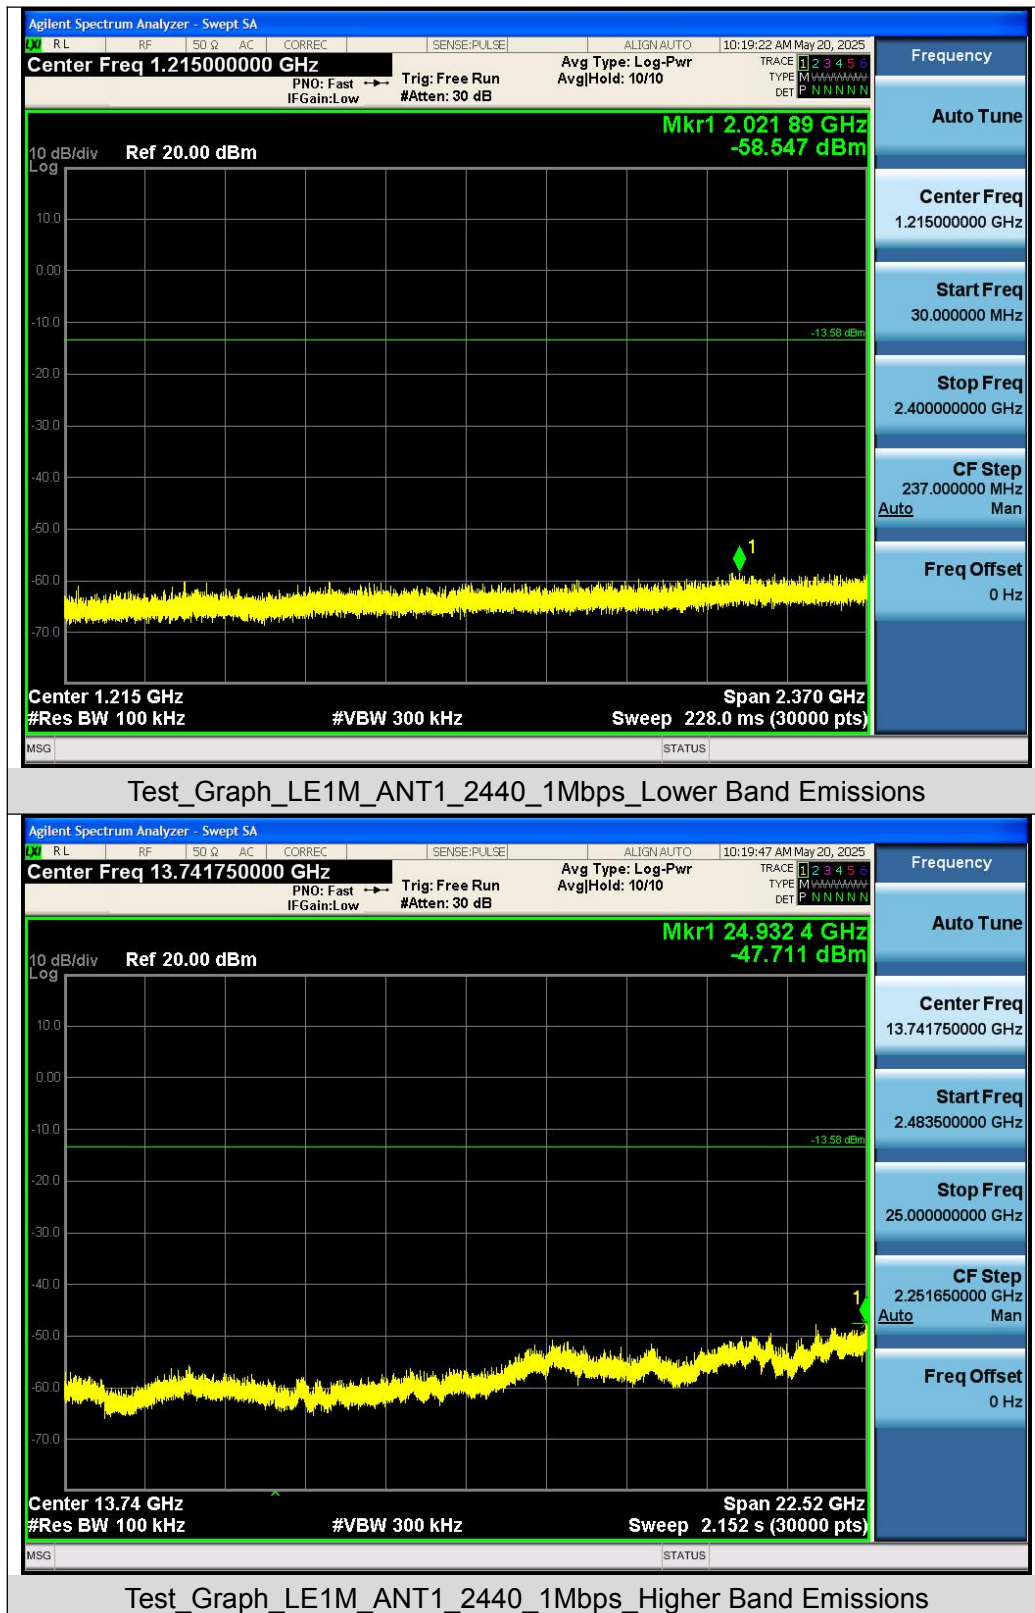 Agilent Spectrum Analyzer - Swept SA
LXI RL RF 50 Ω AC CORREC SENSE:PULSE ALIGN AUTO 10:19:22 AM May 20, 2025
Center Freq 1.215000000 GHz
PNO: Fast
IFGain:Low
Trig: Free Run
#Atten: 30 dB
Avg Type: Log-Pwr
Avg|Hold: 10/10
TRACE 1 2 3 4 5 6
TYPE M
DET P N N N N N
Mkr1 2.021 89 GHz
-58.547 dBm
10 dB/div Ref 20.00 dBm
Log
10.0
0.00
-10.0
-13.58 dBm
-20.0
-30.0
-40.0
-50.0
1
-60.0
-70.0
Center 1.215 GHz Span 2.370 GHz
#Res BW 100 kHz #VBW 300 kHz Sweep 228.0 ms (30000 pts)
MSG STATUS
Frequency
Auto Tune
Center Freq
1.215000000 GHz
Start Freq
30.000000 MHz
Stop Freq
2.400000000 GHz
CF Step
237.000000 MHz
Auto Man
Freq Offset
0 Hz
Test_Graph_LE1M_ANT1_2440_1Mbps_Lower Band Emissions
Agilent Spectrum Analyzer - Swept SA
LXI RL RF 50 Ω AC CORREC SENSE:PULSE ALIGN AUTO 10:19:47 AM May 20, 2025
Center Freq 13.741750000 GHz
PNO: Fast
IFGain:Low
Trig: Free Run
#Atten: 30 dB
Avg Type: Log-Pwr
Avg|Hold: 10/10
TRACE 1 2 3 4 5 6
TYPE M
DET P N N N N N
Mkr1 24.932 4 GHz
-47.711 dBm
10 dB/div Ref 20.00 dBm
Log
10.0
0.00
-10.0
-13.58 dBm
-20.0
-30.0
-40.0
1
-50.0
-60.0
-70.0
Center 13.74 GHz Span 22.52 GHz
#Res BW 100 kHz #VBW 300 kHz Sweep 2.152 s (30000 pts)
MSG STATUS
Frequency
Auto Tune
Center Freq
13.741750000 GHz
Start Freq
2.483500000 GHz
Stop Freq
25.000000000 GHz
CF Step
2.251650000 GHz
Auto Man
Freq Offset
0 Hz
Test_Graph_LE1M_ANT1_2440_1Mbps_Higher Band Emissions